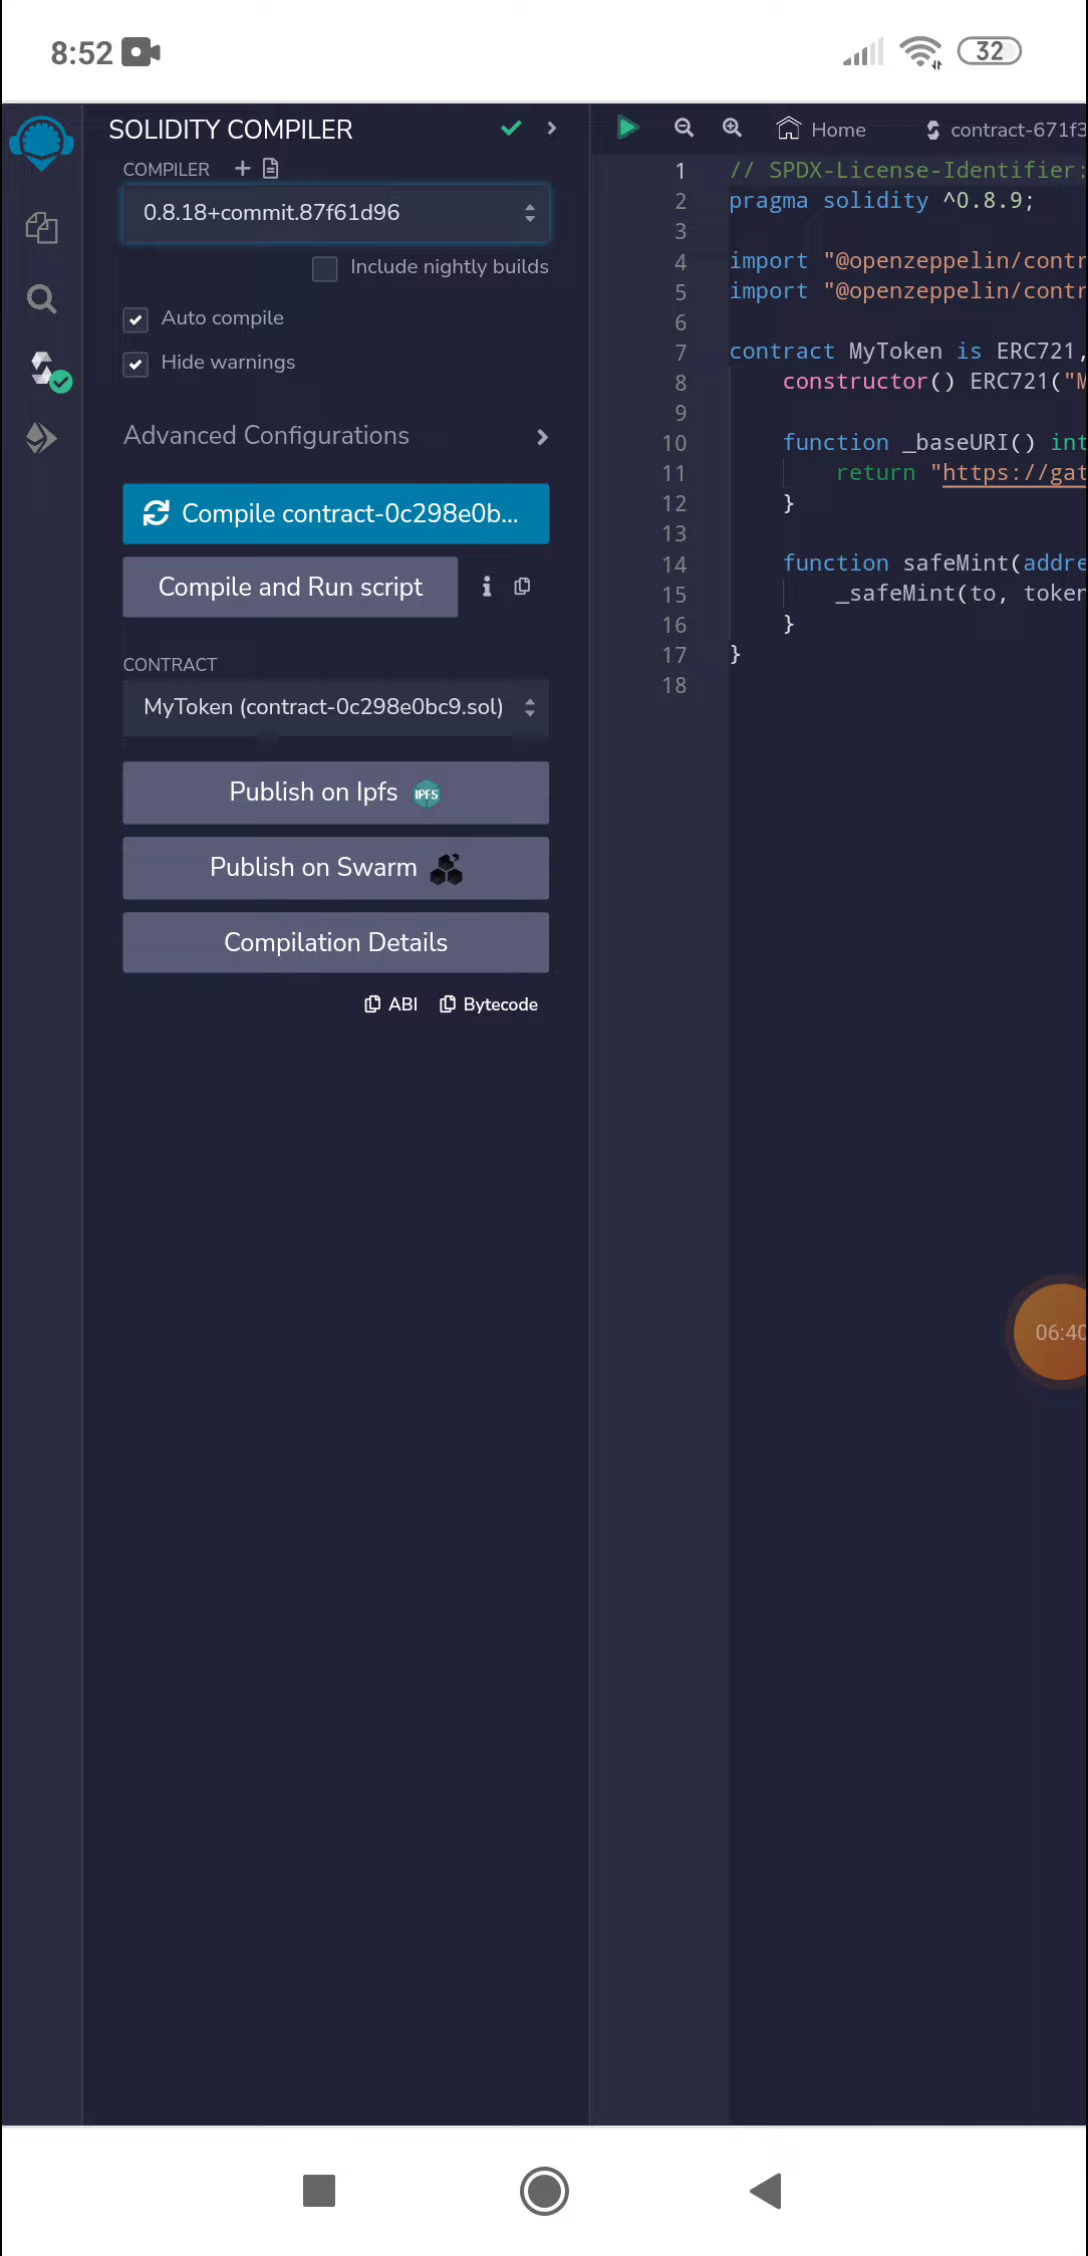 8:52
32
SOLIDITY COMPILER
COMPILER
0.8.18+commit.87f61d96
Include nightly builds
Auto compile
Hide warnings
Advanced Configurations
Compile contract-0c298e0b...
Compile and Run script
CONTRACT
MyToken (contract-0c298e0bc9.sol)
Publish on Ipfs IPFS
Publish on Swarm
Compilation Details
ABI Bytecode
Home contract-671f3
1 // SPDX-License-Identifier:
2 pragma solidity ^0.8.9;
3
4 import "@openzeppelin/contr
5 import "@openzeppelin/contr
6
7 contract MyToken is ERC721,
8 constructor() ERC721("M
9
10 function _baseURI() int
11 return "https://gat
12 }
13
14 function safeMint(addre
15 _safeMint(to, token
16 }
17 }
18
06:40